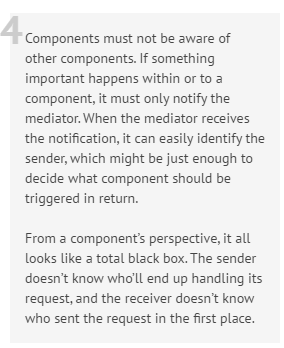 4
Components must not be aware of
other components. If something
important happens within or to a
component, it must only notify the
mediator. When the mediator receives
the notification, it can easily identify the
sender, which might be just enough to
decide what component should be
triggered in return.
From a component's perspective, it all
looks like a total black box. The sender
doesn't know who'll end up handling its
request, and the receiver doesn't know
who sent the request in the first place.